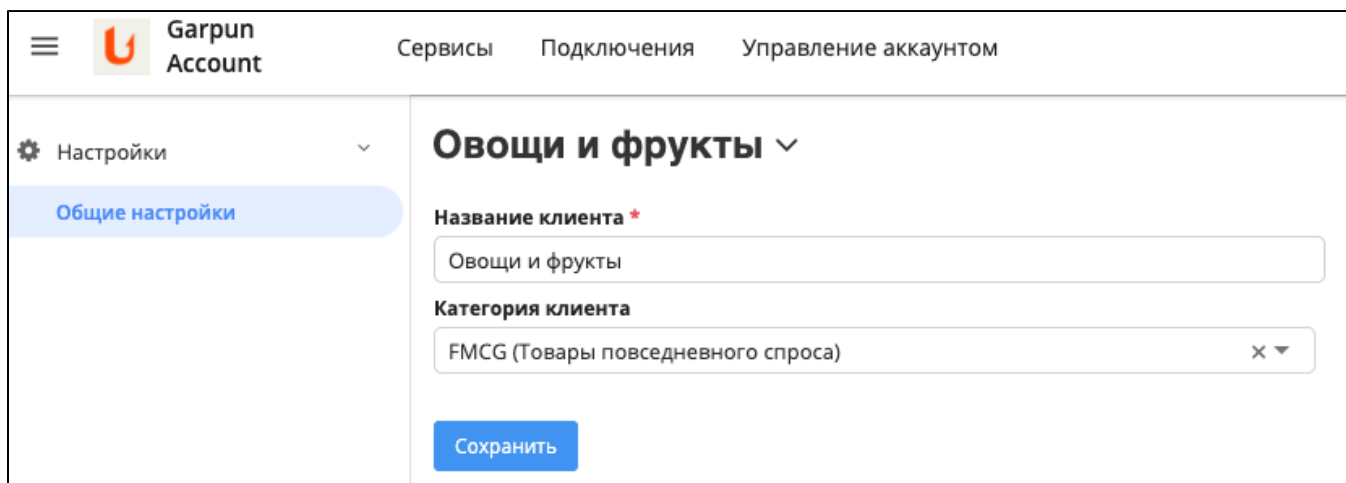 Garpun
Account
Сервисы Подключения Управление аккаунтом
Настройки
Общие настройки
Овощи и фрукты
Название клиента *
Овощи и фрукты
Категория клиента
FMCG (Товары повседневного спроса)
Сохранить